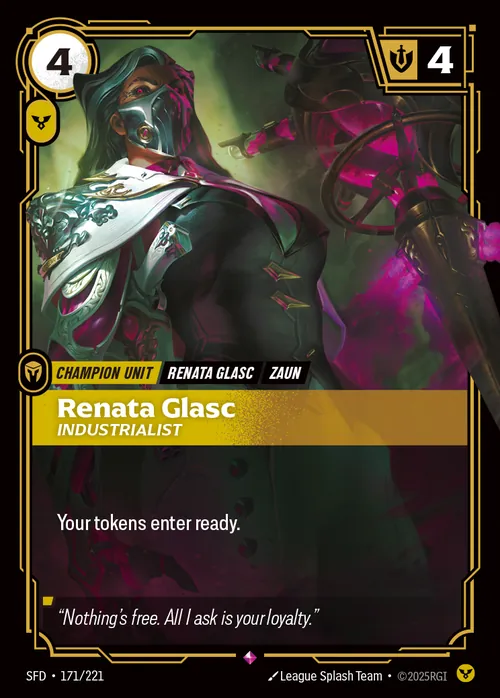 4
4
CHAMPION UNIT RENATA GLASC ZAUN
Renata Glasc
INDUSTRIALIST
Your tokens enter ready.
“Nothing’s free. All I ask is your loyalty.”
SFD • 171/221 League Splash Team • ©2025RGI